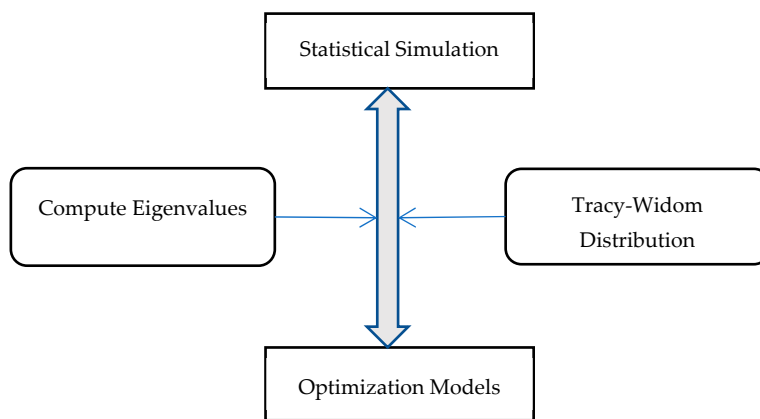 Statistical Simulation
Compute Eigenvalues
Tracy-Widom
Distribution
Optimization Models